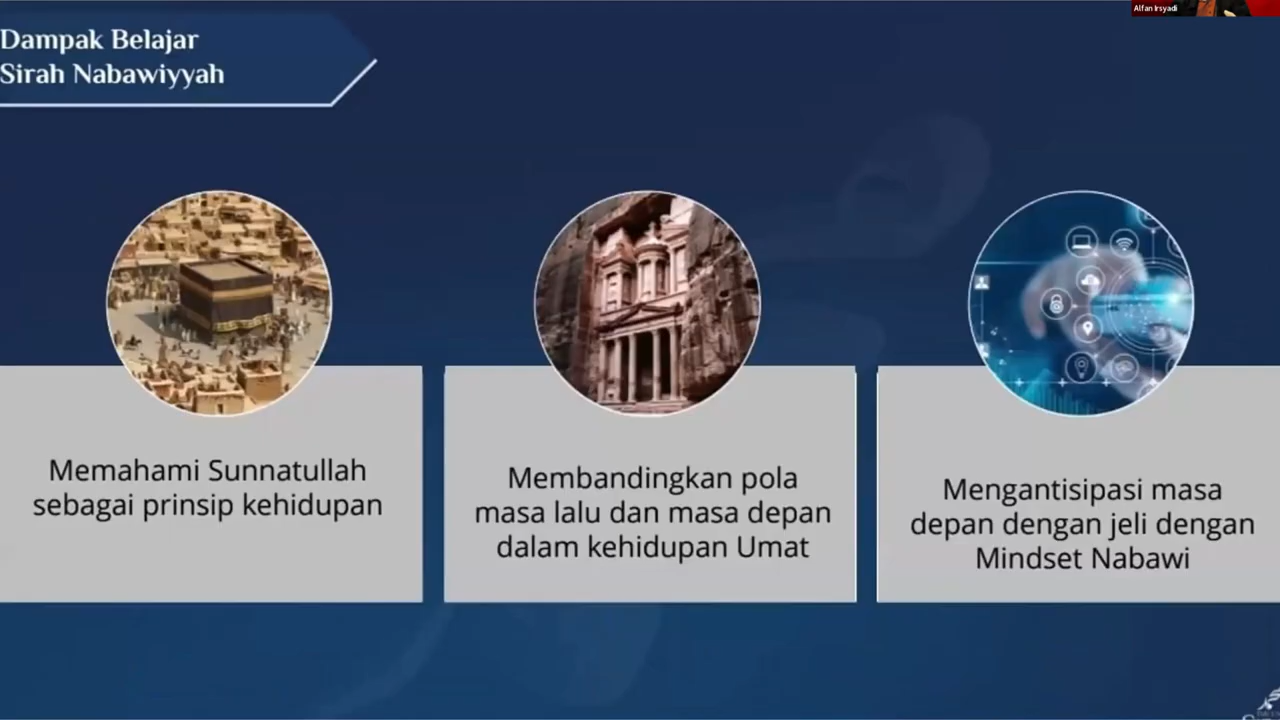 Alfan Irsyadi
Dampak Belajar
Sirah Nabawiyyah
Memahami Sunnatullah
sebagai prinsip kehidupan
Membandingkan pola
masa lalu dan masa depan
dalam kehidupan Umat
Mengantisipasi masa
depan dengan jeli dengan
Mindset Nabawi